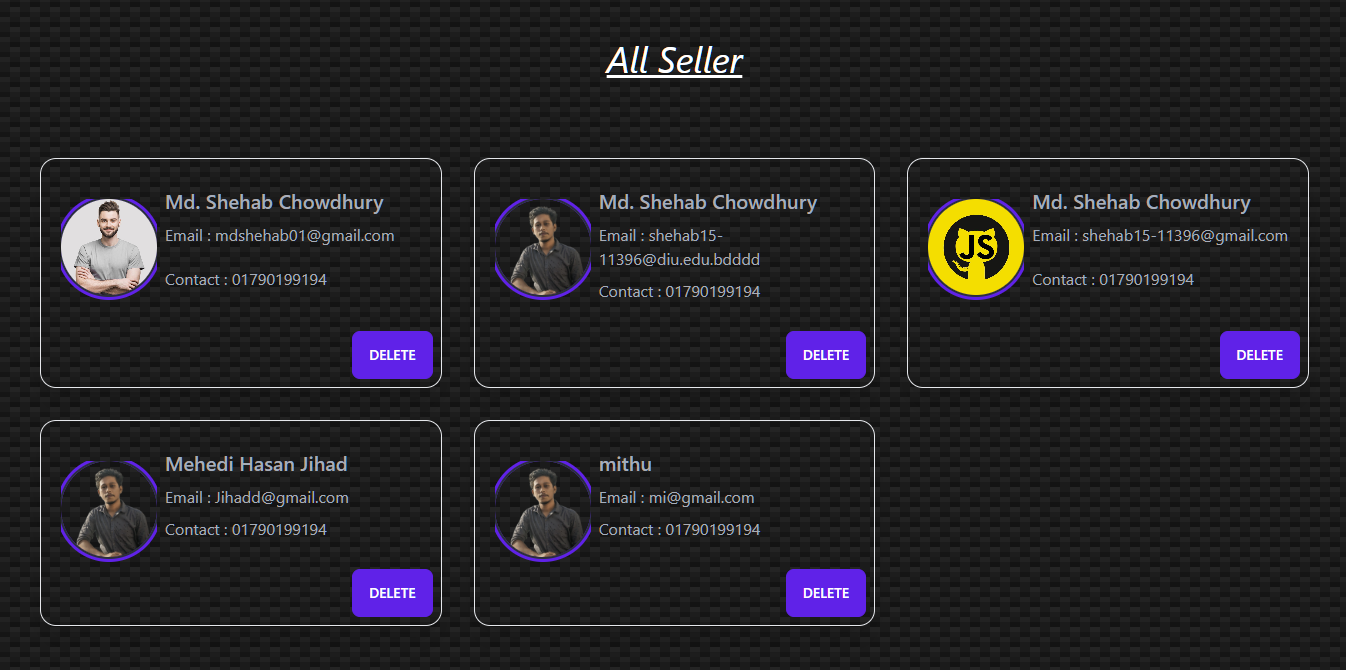 All Seller
Md. Shehab Chowdhury
Email : mdshehab01@gmail.com
Contact : 01790199194
DELETE
Md. Shehab Chowdhury
Email : shehab15-
11396@diu.edu.bdddd
Contact : 01790199194
DELETE
JS
Md. Shehab Chowdhury
Email : shehab15-11396@gmail.com
Contact : 01790199194
DELETE
Mehedi Hasan Jihad
Email : Jihadd@gmail.com
Contact : 01790199194
DELETE
mithu
Email : mi@gmail.com
Contact : 01790199194
DELETE